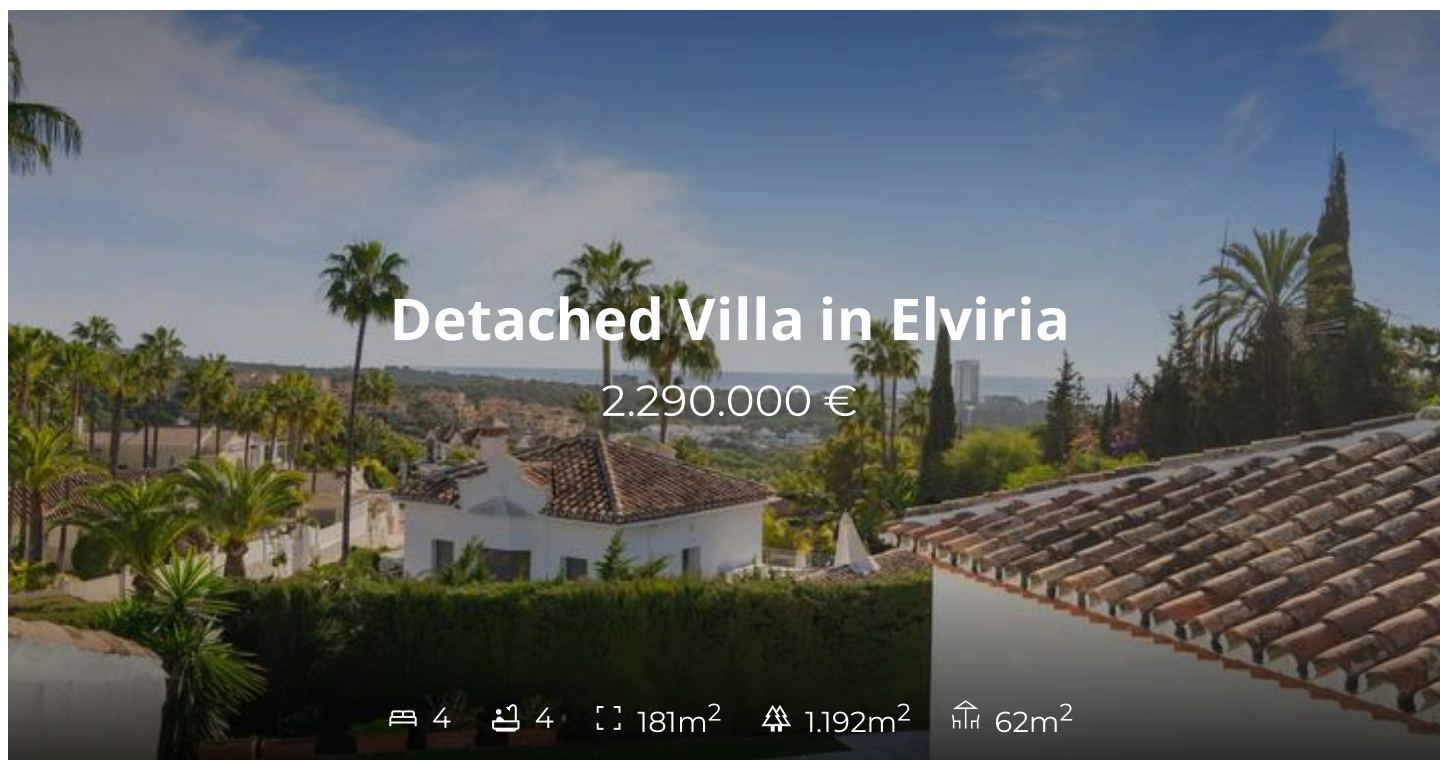 Detached Villa in Elviria
2.290.000 €
4 4 181m² 1.192m² 62m²